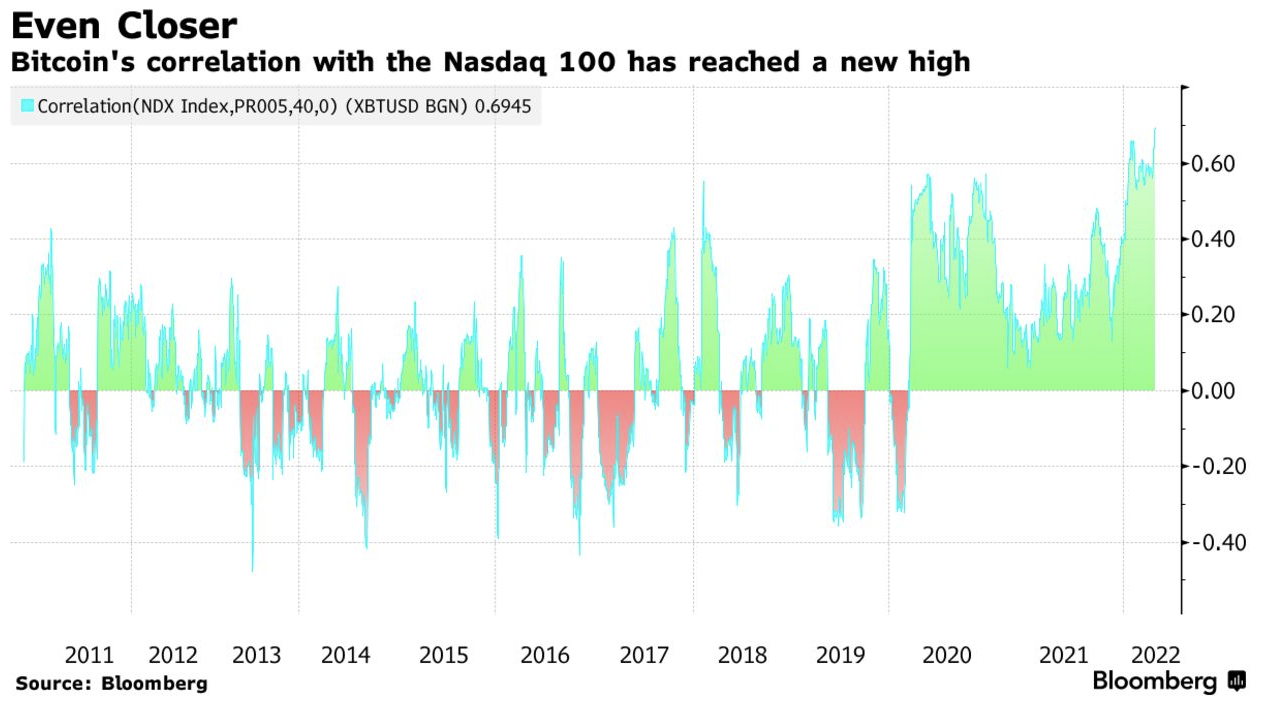 Even Closer
Bitcoin's correlation with the Nasdaq 100 has reached a new high
Correlation(NDX Index,PR005,40,0) (XBTUSD BGN) 0.6945
0.60
0.40
0.20
0.00
-0.20
-0.40
2011 2012 2013 2014 2015 2016 2017 2018 2019 2020 2021 2022
Source: Bloomberg
Bloomberg